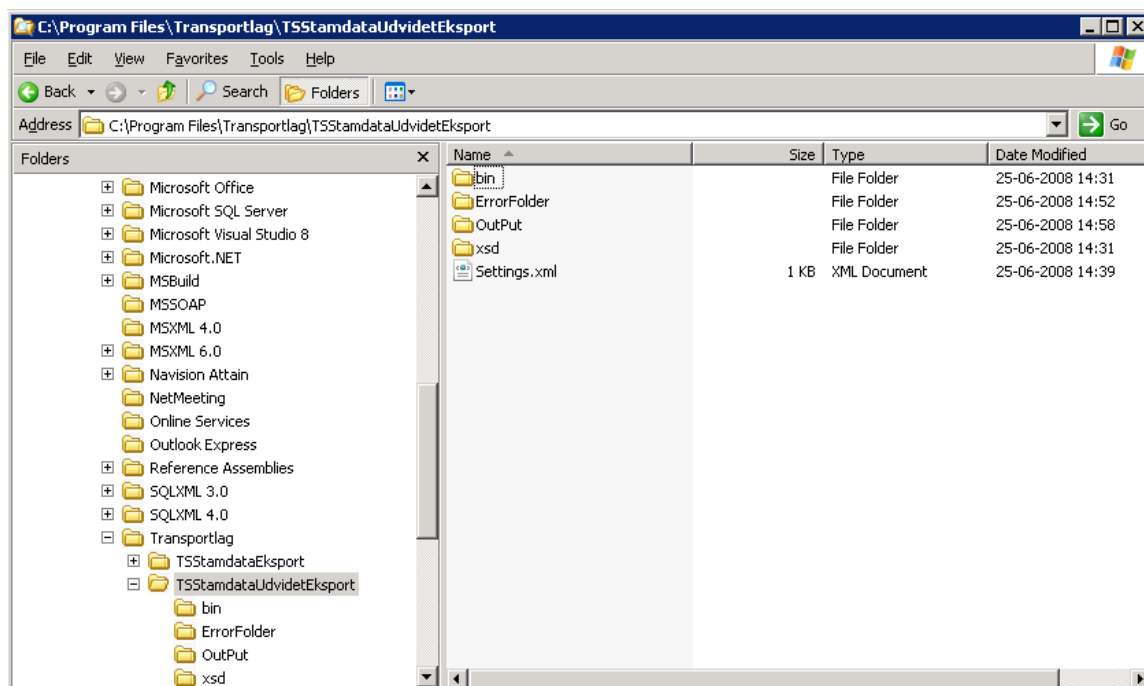 C:\Program Files\Transportlag\TSStamdataUdvidetEksport
File Edit View Favorites Tools Help
Back Search Folders
Address C:\Program Files\Transportlag\TSStamdataUdvidetEksport Go
Folders
Microsoft Office
Microsoft SQL Server
Microsoft Visual Studio 8
Microsoft.NET
MSBuild
MSSOAP
MSXML 4.0
MSXML 6.0
Navision Attain
NetMeeting
Online Services
Outlook Express
Reference Assemblies
SQLXML 3.0
SQLXML 4.0
Transportlag
TSStamdataEksport
TSStamdataUdvidetEksport
bin
ErrorFolder
OutPut
xsd
Name Size Type Date Modified
bin File Folder 25-06-2008 14:31
ErrorFolder File Folder 25-06-2008 14:52
OutPut File Folder 25-06-2008 14:58
xsd File Folder 25-06-2008 14:31
Settings.xml 1 KB XML Document 25-06-2008 14:39